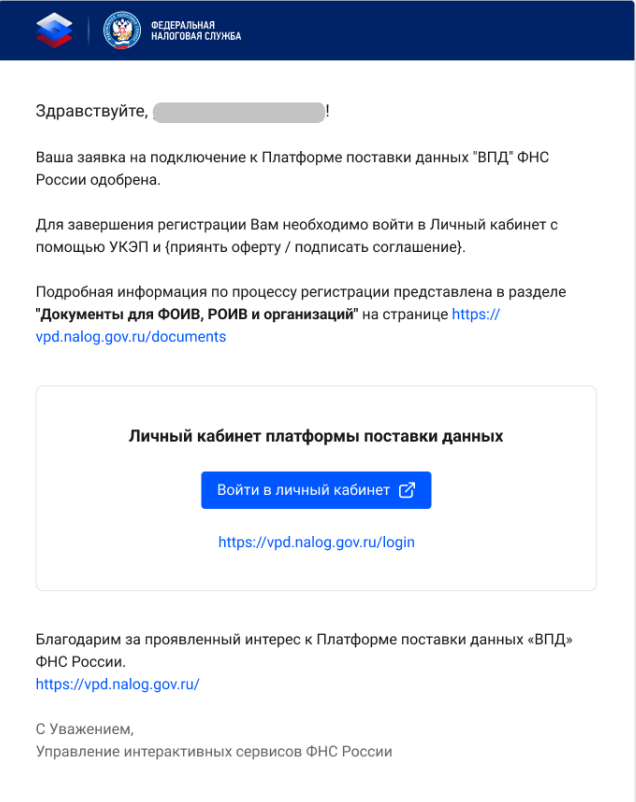 ФЕДЕРАЛЬНАЯ
НАЛОГОВАЯ СЛУЖБА
Здравствуйте, !
Ваша заявка на подключение к Платформе поставки данных "ВПД" ФНС
России одобрена.
Для завершения регистрации Вам необходимо войти в Личный кабинет с
помощью УКЭП и {приянть оферту / подписать соглашение}.
Подробная информация по процессу регистрации представлена в разделе
"Документы для ФОИВ, РОИВ и организаций" на странице https://
vpd.nalog.gov.ru/documents
Личный кабинет платформы поставки данных
Войти в личный кабинет
https://vpd.nalog.gov.ru/login
Благодарим за проявленный интерес к Платформе поставки данных «ВПД»
ФНС России.
https://vpd.nalog.gov.ru/
С Уважением,
Управление интерактивных сервисов ФНС России